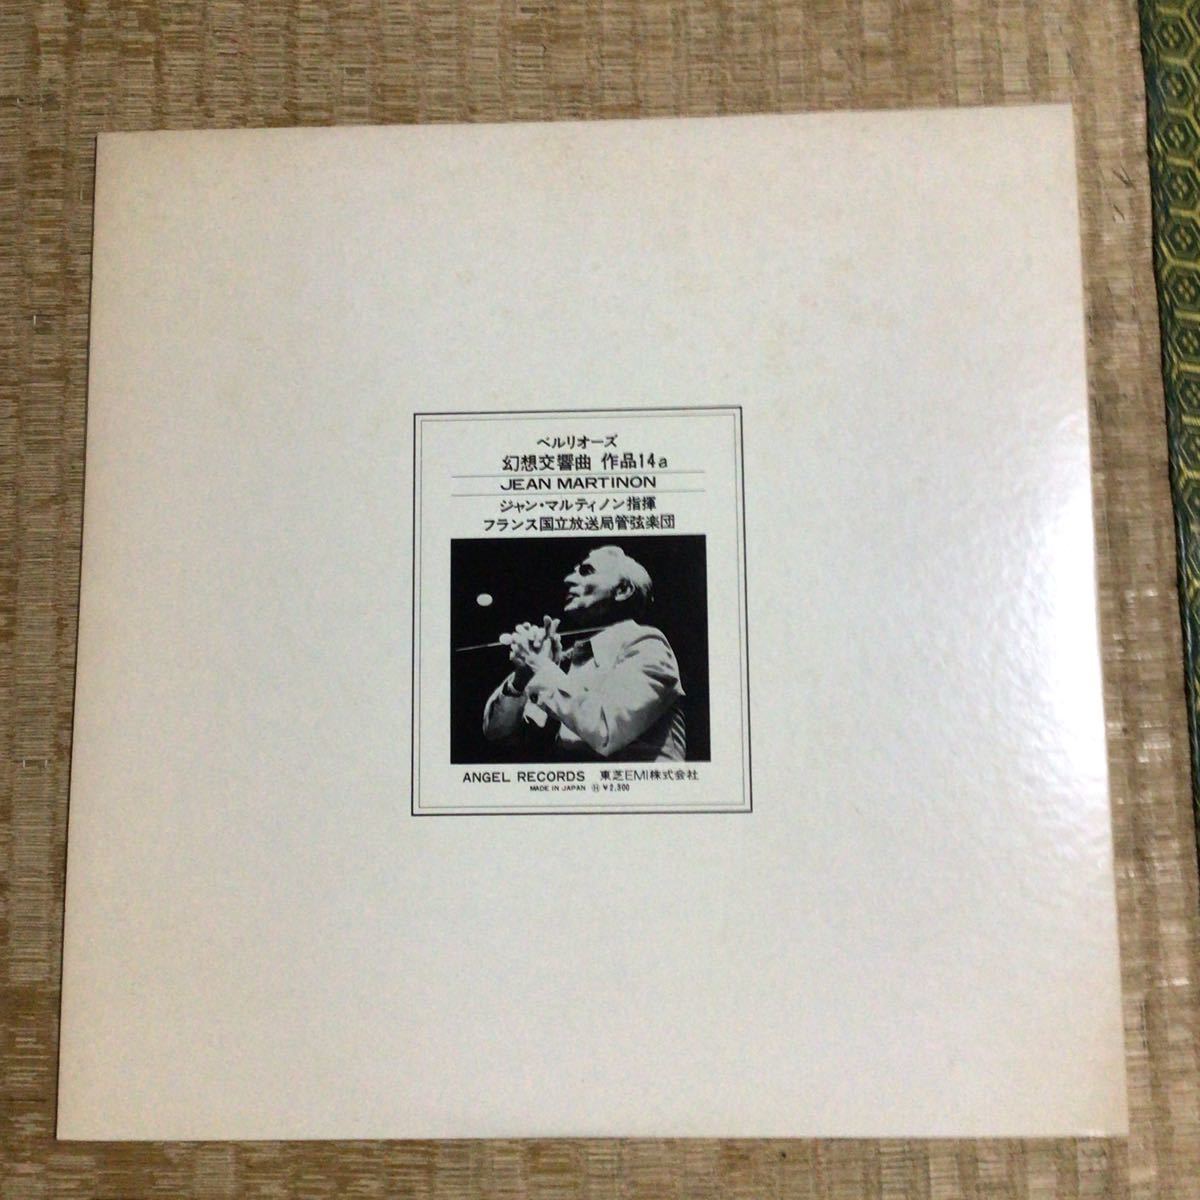 ベルリオーズ
幻想交響曲 作品14a
JEAN MARTINON
ジャン・マルティノン指揮
フランス国立放送局管弦楽団
ANGEL RECORDS 東芝EMI株式会社
MADE IN JAPAN Ⓗ ¥2,300